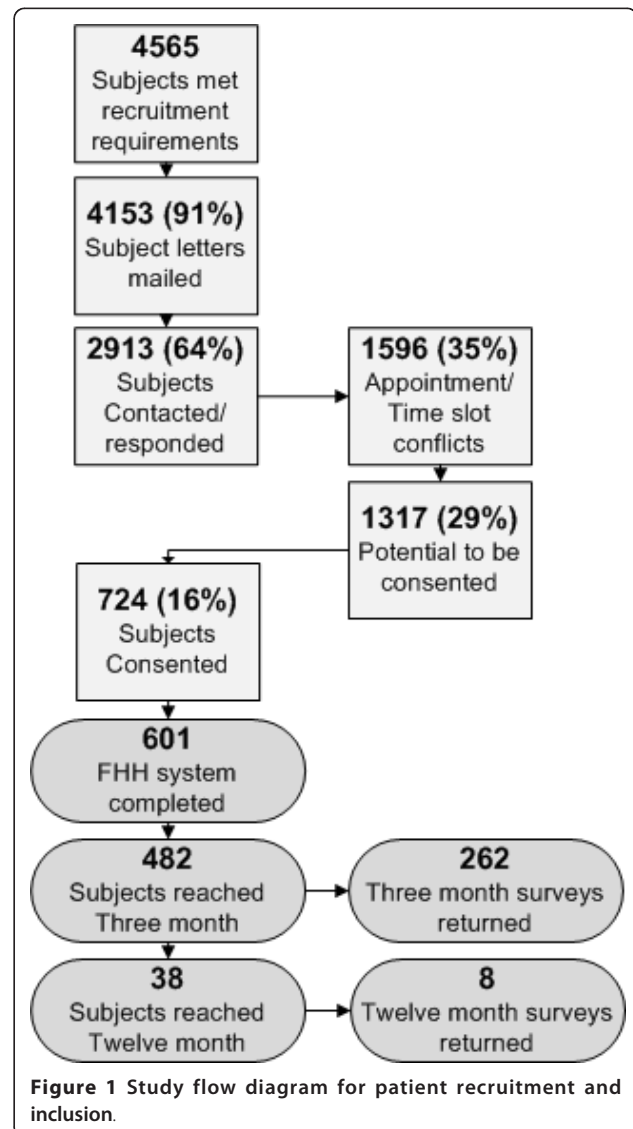 4565
Subjects met
recruitment
requirements
4153 (91%)
Subject letters
mailed
2913 (64%)
Subjects
Contacted/
responded
1596 (35%)
Appointment/
Time slot
conflicts
1317 (29%)
Potential to be
consented
724 (16%)
Subjects
Consented
601
FHH system
completed
482
Subjects reached
Three month
262
Three month surveys
returned
38
Subjects reached
Twelve month
8
Twelve month surveys
returned
Figure 1 Study flow diagram for patient recruitment and
inclusion.